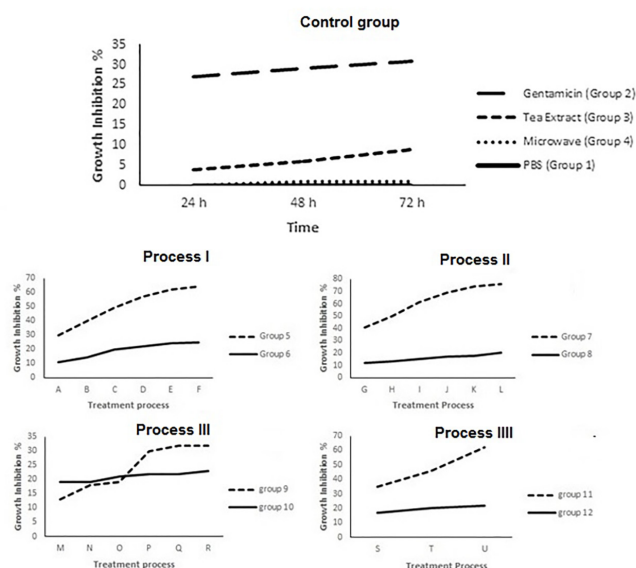 Control group
Growth Inhibition %
35
30
25
20
15
10
5
0
24 h 48 h 72 h
Time
Gentamicin (Group 2)
Tea Extract (Group 3)
Microwave (Group 4)
PBS (Group 1)
Process I
Growth Inhibition %
70
60
50
40
30
20
10
0
A B C D E F
Treatment process
Group 5
Group 6
Process II
Growth Inhibition %
80
70
60
50
40
30
20
10
0
G H I J K L
Treatment Process
Group 7
Group 8
Process III
Growth Inhibition %
35
30
25
20
15
10
5
0
M N O P Q R
Treatment process
group 9
group 10
Process IIII
Growth Inhibition %
70
60
50
40
30
20
10
0
S T U
Treatment Process
group 11
group 12